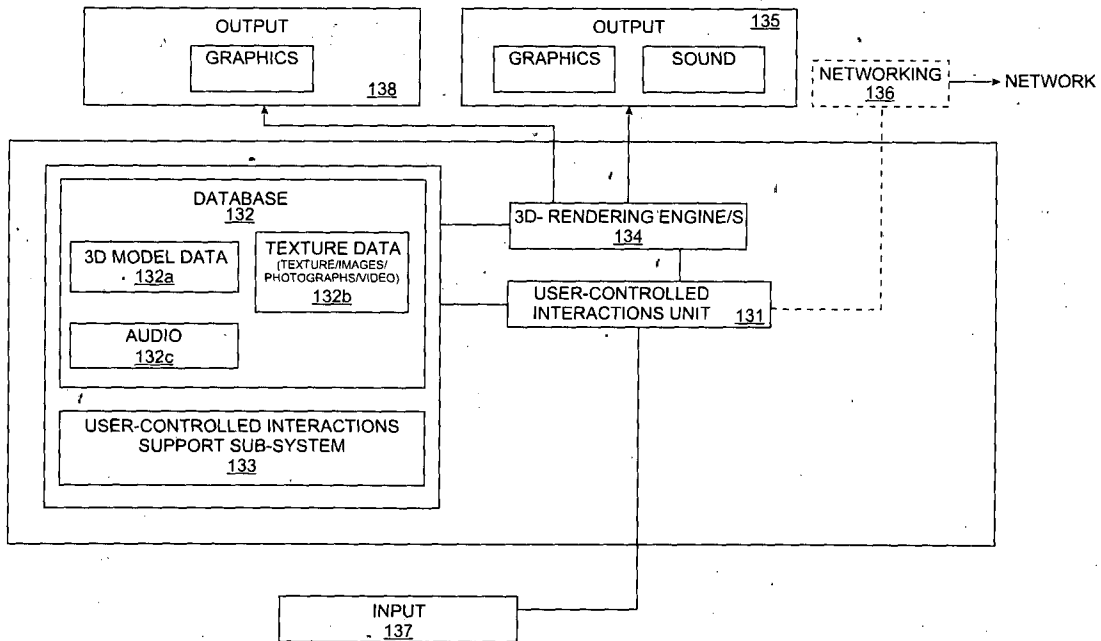 OUTPUT
GRAPHICS
138
OUTPUT
135
GRAPHICS
SOUND
NETWORKING
136
NETWORK
DATABASE
132
3D MODEL DATA
132a
TEXTURE DATA
(TEXTURE/IMAGES/
PHOTOGRAPHS/VIDEO)
132b
AUDIO
132c
USER-CONTROLLED INTERACTIONS
SUPPORT SUB-SYSTEM
133
3D- RENDERING ENGINE/S
134
USER-CONTROLLED
INTERACTIONS UNIT
131
INPUT
137